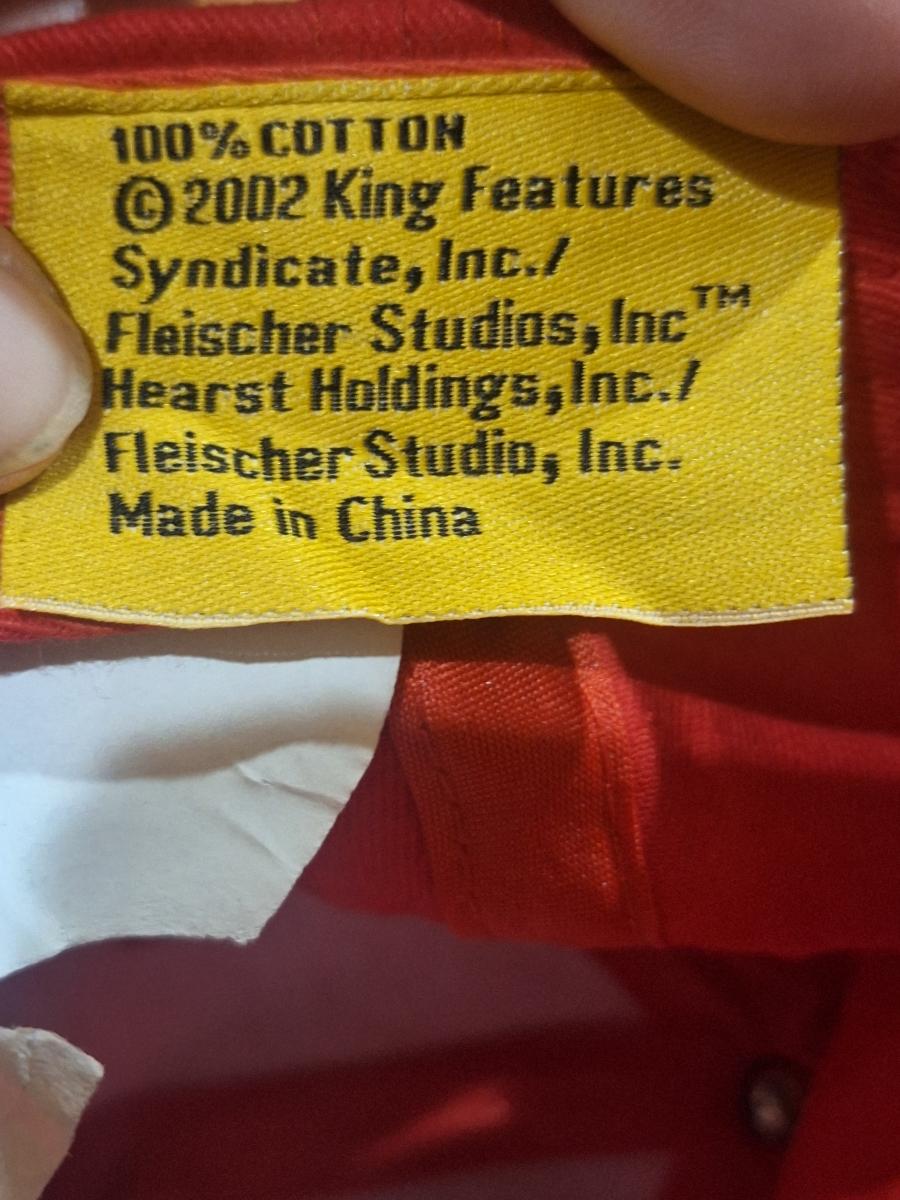 100% COTTON
©2002 King Features
Syndicate, Inc./
Fleischer Studios, Inc™
Hearst Holdings, Inc./
Fleischer Studio, Inc.
Made in China